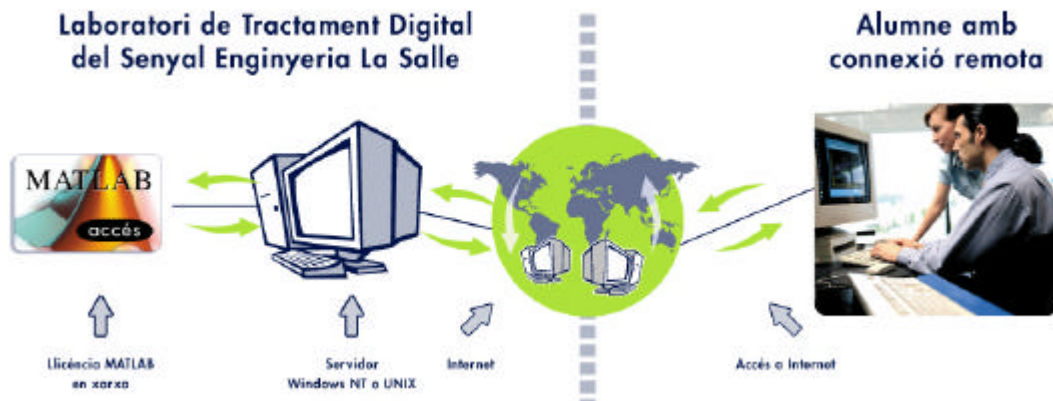 Laboratori de Tractament Digital
del Senyal Enginyeria La Salle
Alumne amb
connexió remota
MATLAB
accés
Llicéncia MATLAB
en xarxa
Servidor
Windows NT o UNIX
Internet
Accés a Internet